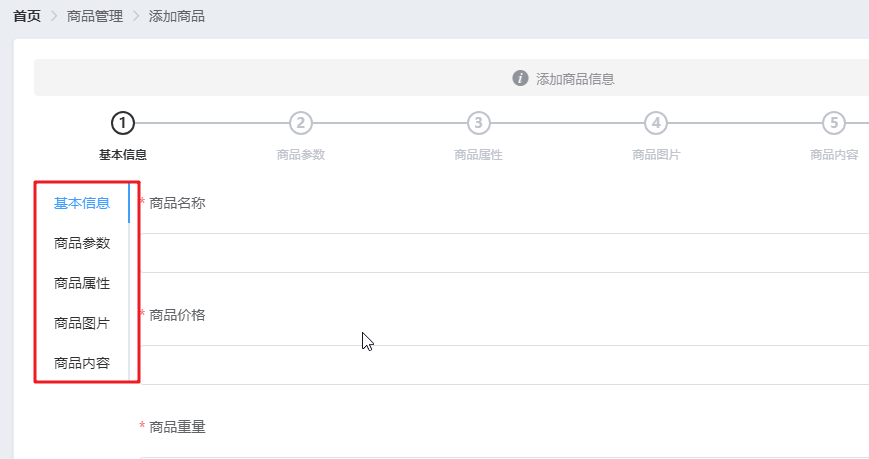 首页 > 商品管理 > 添加商品
i 添加商品信息
1 2 3 4 5
基本信息 商品参数 商品属性 商品图片 商品内容
基本信息
商品参数
商品属性
商品图片
商品内容
* 商品名称
* 商品价格
* 商品重量